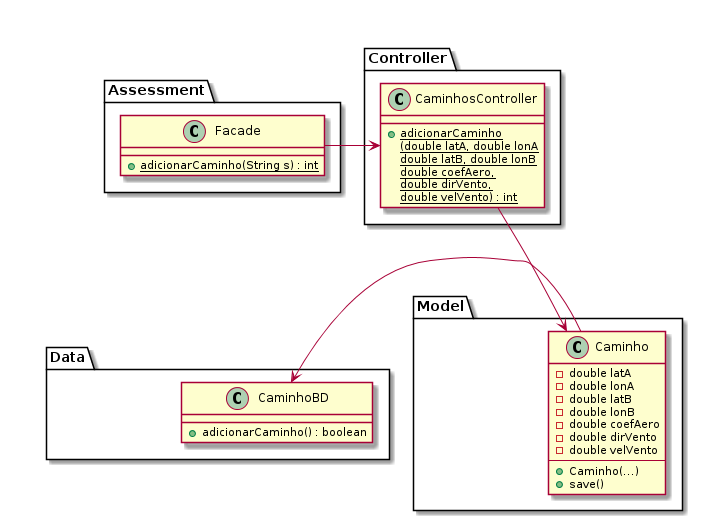 Assessment
C Facade
adicionarCaminho(String s) : int
Controller
C CaminhosController
adicionarCaminho
(double latA, double lonA
double latB, double lonB
double coefAero,
double dirVento,
double velVento) : int
Model
C Caminho
double latA
double lonA
double latB
double lonB
double coefAero
double dirVento
double velVento
Caminho(...)
save()
Data
C CaminhoBD
adicionarCaminho() : boolean